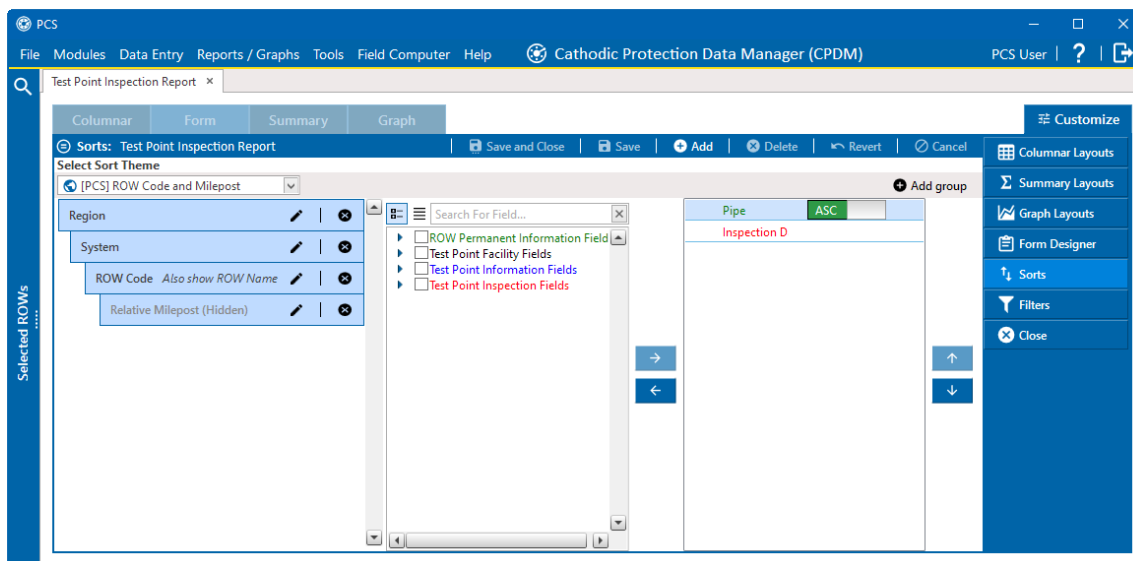 PCS
File Modules Data Entry Reports / Graphs Tools Field Computer Help Cathodic Protection Data Manager (CPDM) PCS User | ? |
Test Point Inspection Report ×
Columnar Form Summary Graph Customize
Sorts: Test Point Inspection Report | Save and Close | Save | Add | Delete | Revert | Cancel
Select Sort Theme
[PCS] ROW Code and Milepost
Add group
Region
System
ROW Code Also show ROW Name
Relative Milepost (Hidden)
Search For Field...
ROW Permanent Information Field
Test Point Facility Fields
Test Point Information Fields
Test Point Inspection Fields
Pipe ASC
Inspection D
Columnar Layouts
Summary Layouts
Graph Layouts
Form Designer
Sorts
Filters
Close
Selected ROWs